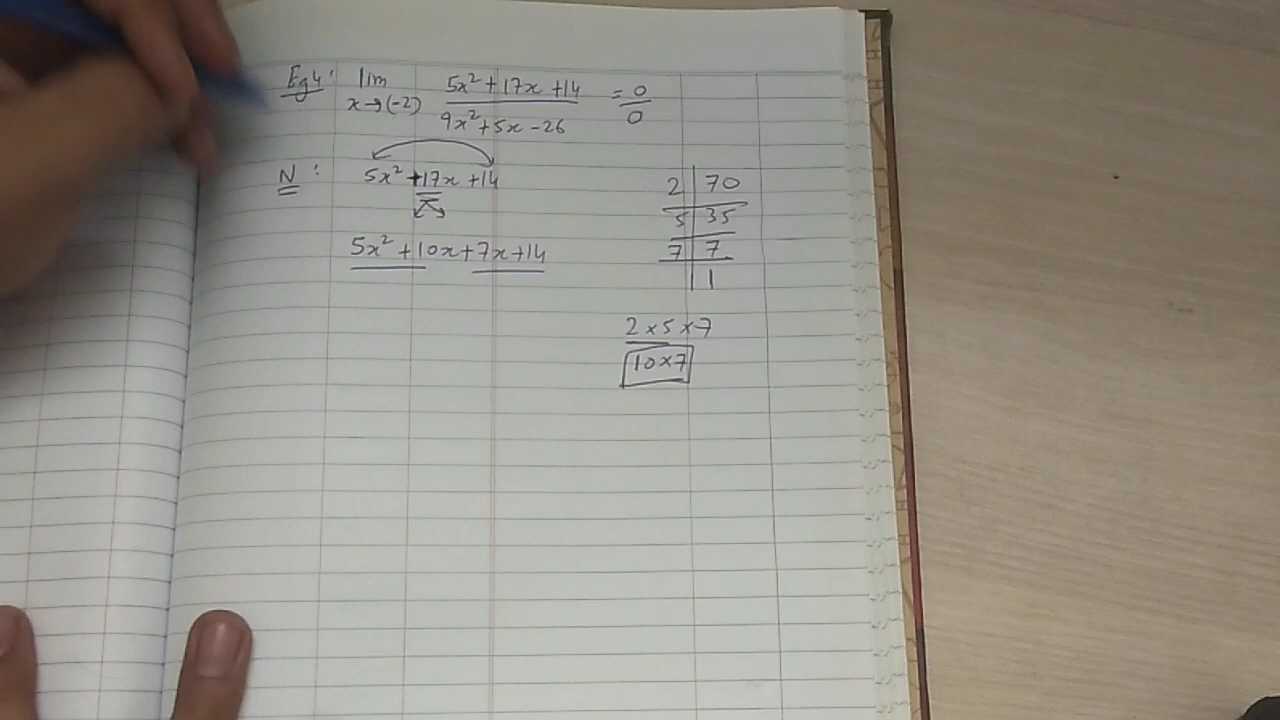 Eg4: lim x→(-2) 5x² + 17x + 14 / 9x² + 5x - 26 = 0/0
N: 5x² + 17x + 14
5x² + 10x + 7x + 14
2 | 70
5 | 35
7 | 7
| 1
2 × 5 × 7
10 × 7